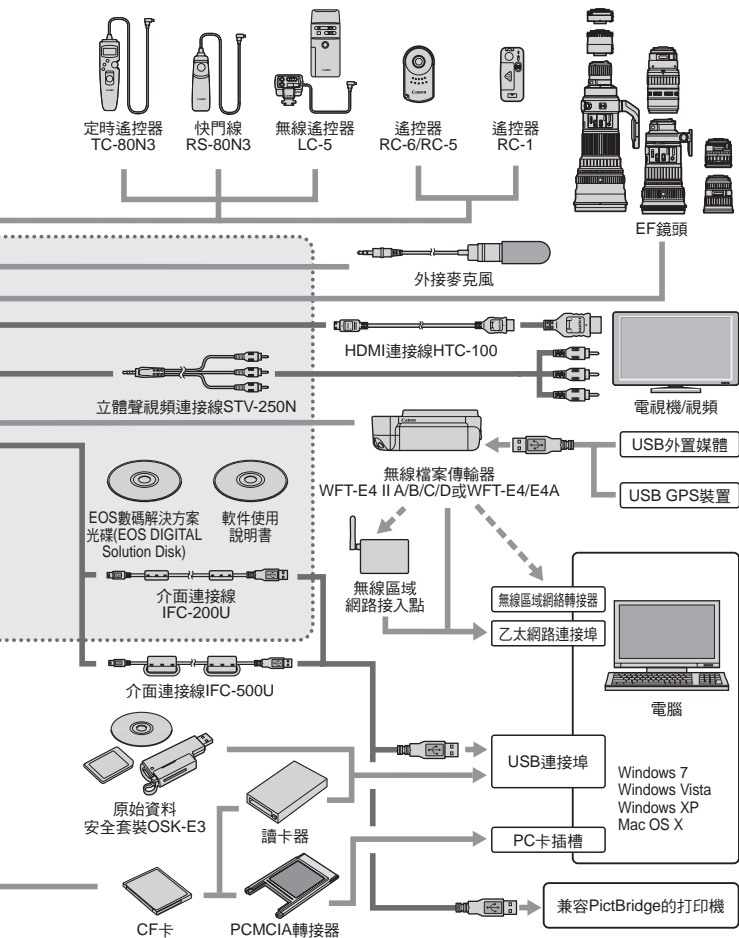 定時遙控器
TC-80N3
快門線
RS-80N3
無線遙控器
LC-5
Canon
遙控器
RC-6/RC-5
遙控器
RC-1
EF鏡頭
外接麥克風
HDMI連接線HTC-100
立體聲視頻連接線STV-250N
電視機/視頻
Canon
無線檔案傳輸器
WFT-E4 II A/B/C/D或WFT-E4/E4A
USB外置媒體
USB GPS裝置
EOS數碼解決方案
光碟(EOS DIGITAL
Solution Disk)
軟件使用
說明書
介面連接線
IFC-200U
無線區域
網路接入點
無線區域網絡轉接器
乙太網路連接埠
介面連接線IFC-500U
電腦
原始資料
安全套裝OSK-E3
讀卡器
USB連接埠
Windows 7
Windows Vista
Windows XP
Mac OS X
PC卡插槽
CF卡
PCMCIA轉接器
兼容PictBridge的打印機